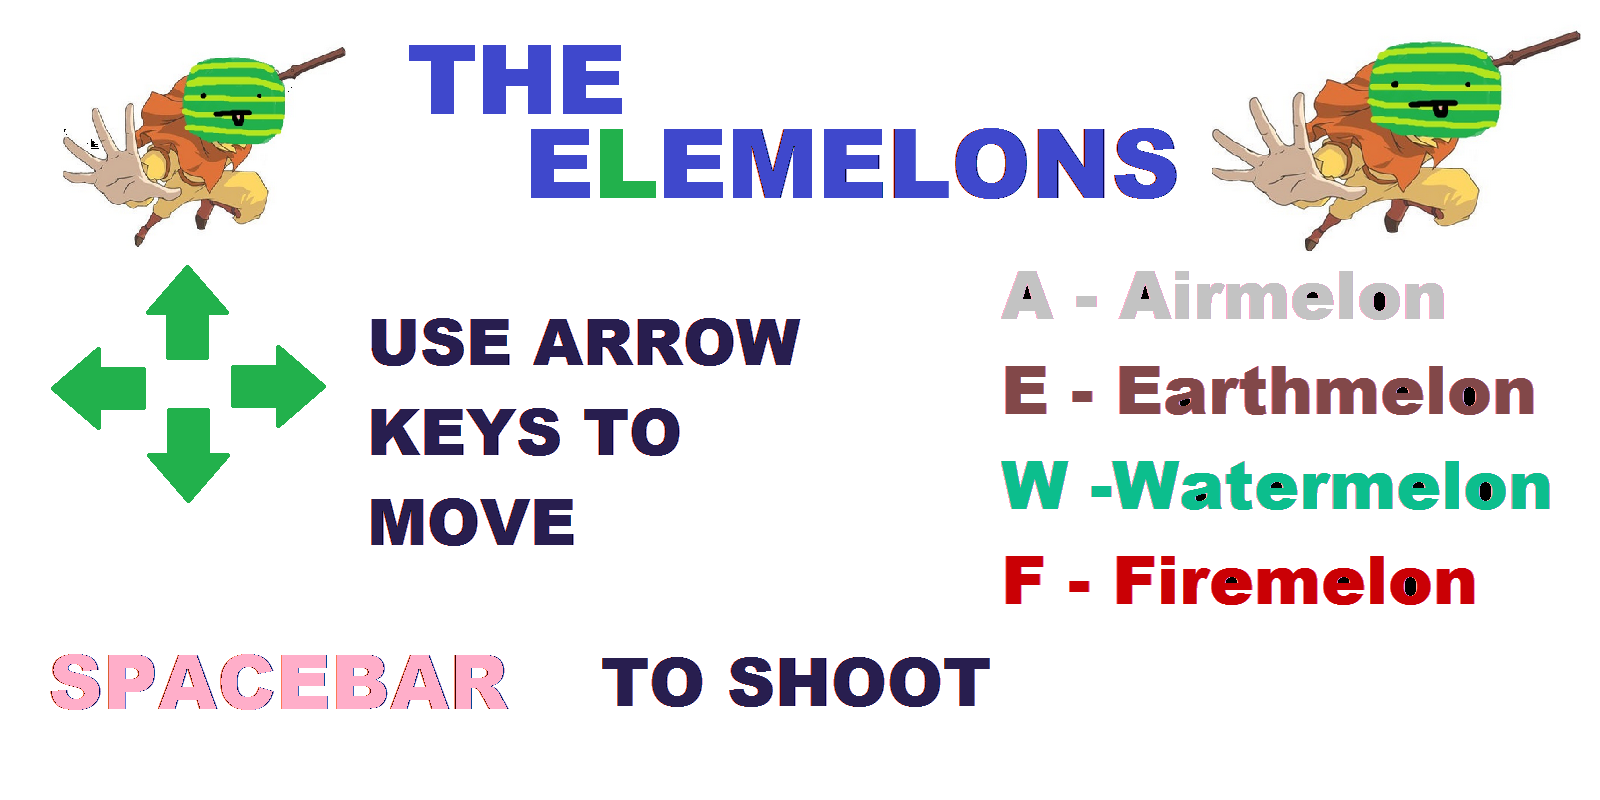 THE
ELEMELONS
USE ARROW
KEYS TO
MOVE
A - Airmelon
E - Earthmelon
W -Watermelon
F - Firemelon
SPACEBAR TO SHOOT